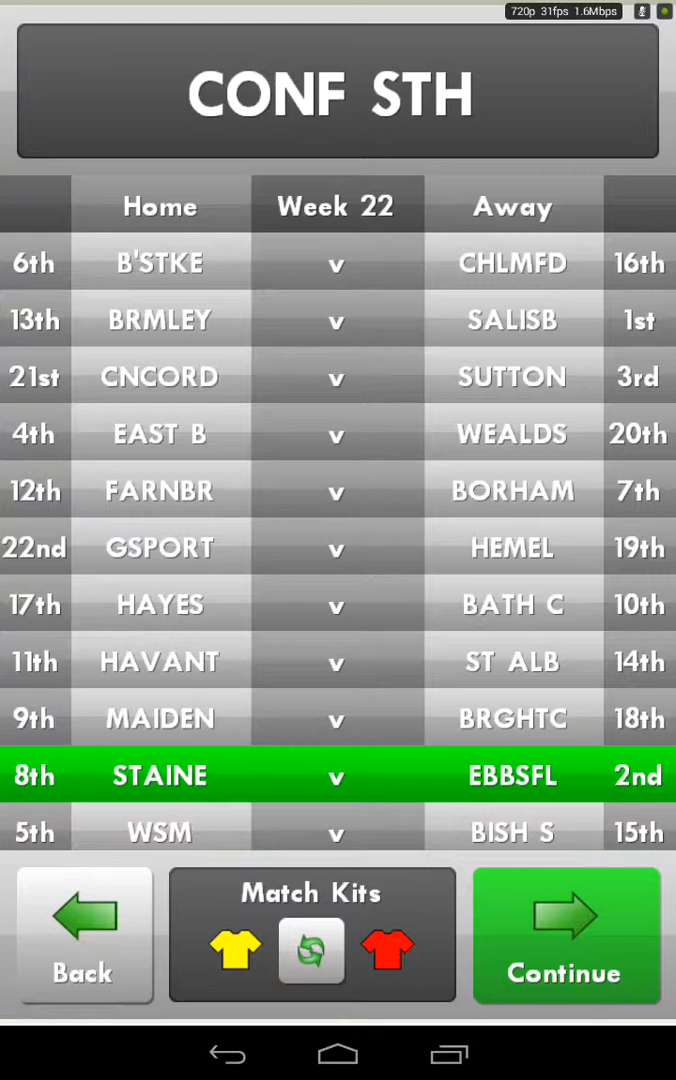 720p 31fps 1.6Mbps
CONF STH
Home Week 22 Away
6th B'STKE v CHLMFD 16th
13th BRMLEY v SALISB 1st
21st CNCORD v SUTTON 3rd
4th EAST B v WEALDS 20th
12th FARNBR v BORHAM 7th
22nd GSPORT v HEMEL 19th
17th HAYES v BATH C 10th
11th HAVANT v ST ALB 14th
9th MAIDEN v BRGHTC 18th
8th STAINE v EBBSFL 2nd
5th WSM v BISH S 15th
Match Kits
Back
Continue